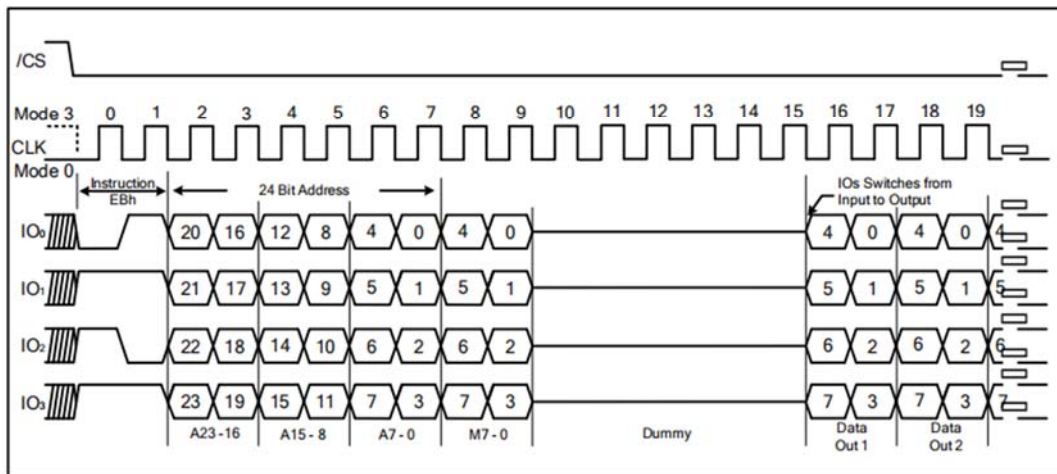 /CS
Mode 3 0 1 2 3 4 5 6 7 8 9 10 11 12 13 14 15 16 17 18 19
CLK
Mode 0
Instruction
EBh
24 Bit Address
IOs Switches from
Input to Output
IO₀ 20 16 12 8 4 0 4 0 4 0 4 0 4
IO₁ 21 17 13 9 5 1 5 1 5 1 5 1 5
IO₂ 22 18 14 10 6 2 6 2 6 2 6 2 6
IO₃ 23 19 15 11 7 3 7 3 7 3 7 3 7
A23-16 A15-8 A7-0 M7-0 Dummy Data Data
Out 1 Out 2